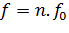 f = n. f₀